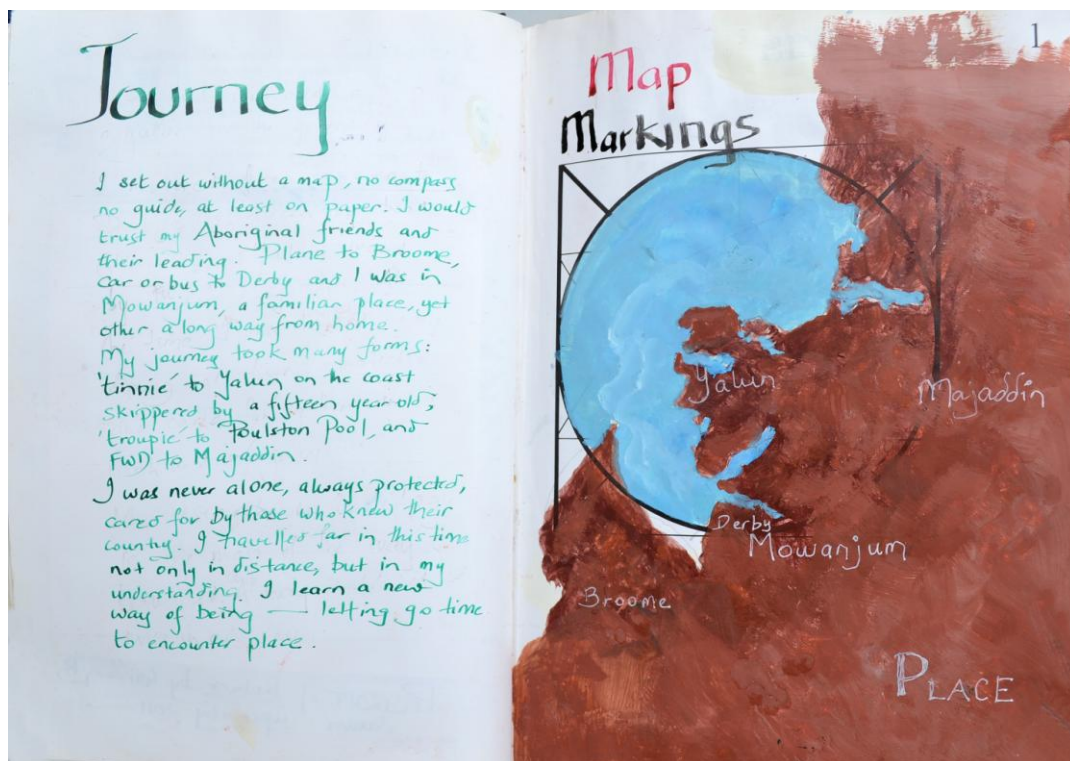 Journey
I set out without a map, no compass
no guide, at least on paper. I would
trust my Aboriginal friends and
their leading. Plane to Broome,
car or bus to Derby and I was in
Mowanjum, a familiar place, yet
other a long way from home.
My journey took many forms:
'tinnie' to Yalun on the coast
skippered by a fifteen year old,
'troupie' to Poulston Pool, and
FWD to Majaddin.
I was never alone, always protected,
cared for by those who knew their
country. I travelled far in this time
not only in distance, but in my
understanding. I learn a new
way of being — letting go time
to encounter place.
1
Map
Markings
Yalun
Majaddin
Derby
Mowanjum
Broome
PLACE